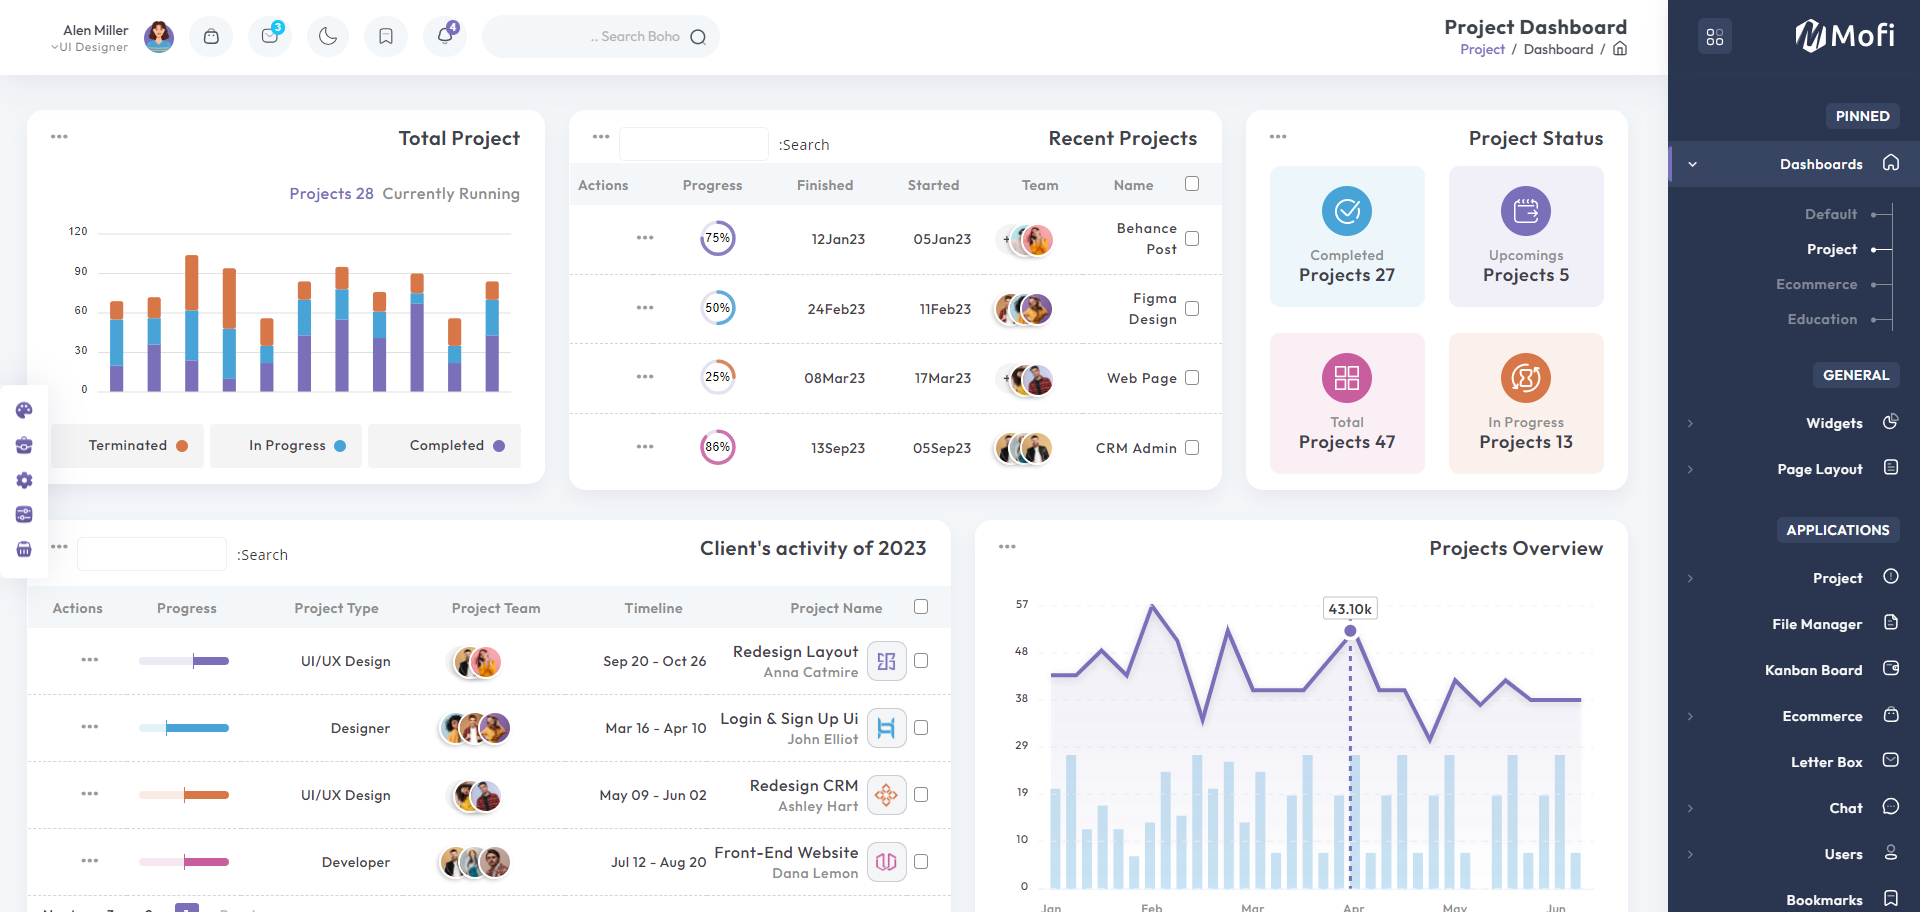 Alen Miller
UI Designer
3
4
Search Boho ..
Project Dashboard
Project / Dashboard /
Mofi
PINNED
Dashboards
Default
Project
Ecommerce
Education
GENERAL
Widgets
Page Layout
APPLICATIONS
Project
File Manager
Kanban Board
Ecommerce
Letter Box
Chat
Users
Bookmarks
Total Project
Projects 28 Currently Running
120
90
60
30
0
Terminated
In Progress
Completed
Recent Projects
:Search
Actions Progress Finished Started Team Name
75% 12Jan23 05Jan23 + Behance Post
50% 24Feb23 11Feb23 Figma Design
25% 08Mar23 17Mar23 + Web Page
86% 13Sep23 05Sep23 CRM Admin
Project Status
Completed
Projects 27
Upcomings
Projects 5
Total
Projects 47
In Progress
Projects 13
Client's activity of 2023
:Search
Actions Progress Project Type Project Team Timeline Project Name
UI/UX Design Sep 20 - Oct 26 Redesign Layout
Anna Catmire
Designer Mar 16 - Apr 10 Login & Sign Up Ui
John Elliot
UI/UX Design May 09 - Jun 02 Redesign CRM
Ashley Hart
Developer Jul 12 - Aug 20 Front-End Website
Dana Lemon
Projects Overview
57
48
38
29
19
10
0
43.10k
Jan Feb Mar Apr May Jun